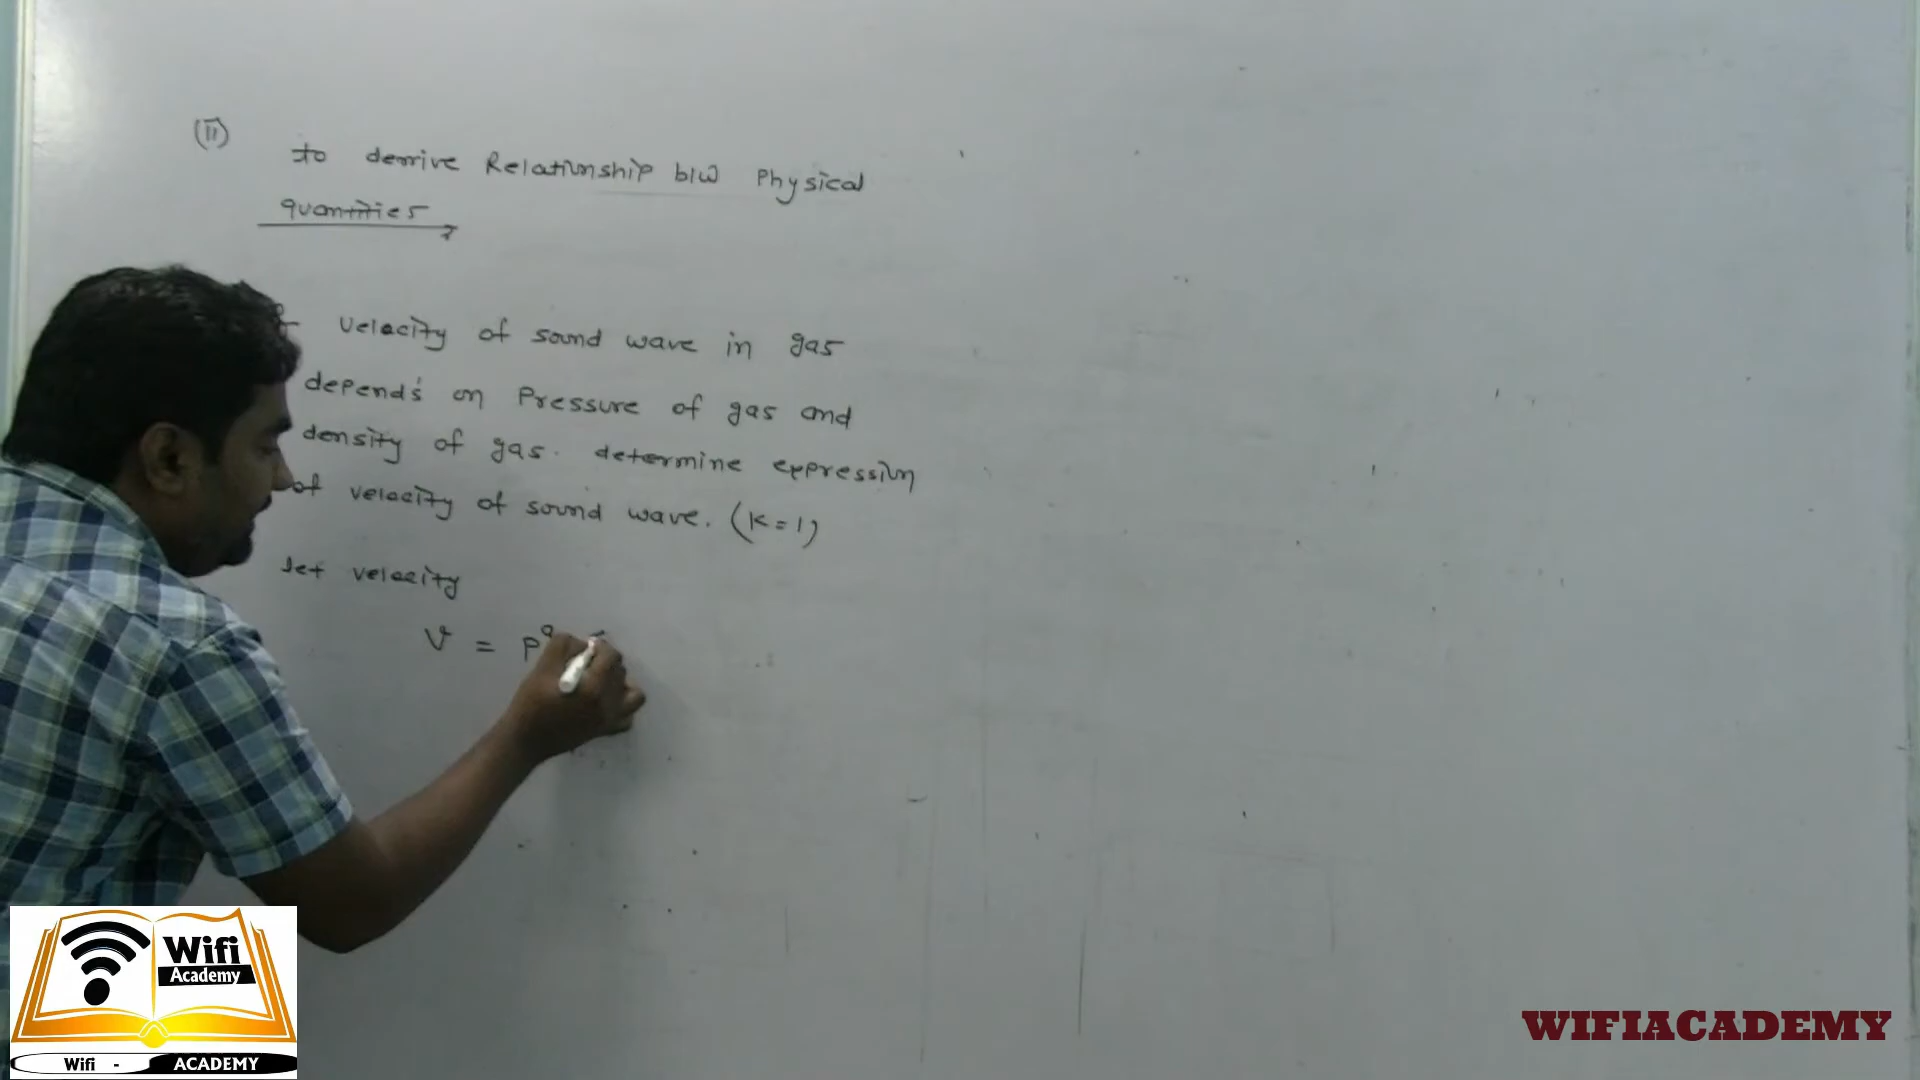 (II)
to derrive Relationship b/w Physical
quantities
Velocity of sound wave in gas
depends on Pressure of gas and
density of gas. determine expression
of velocity of sound wave. (K=1)
let velocity
v = P^a
Wifi
Academy
Wifi - ACADEMY
WIFIACADEMY